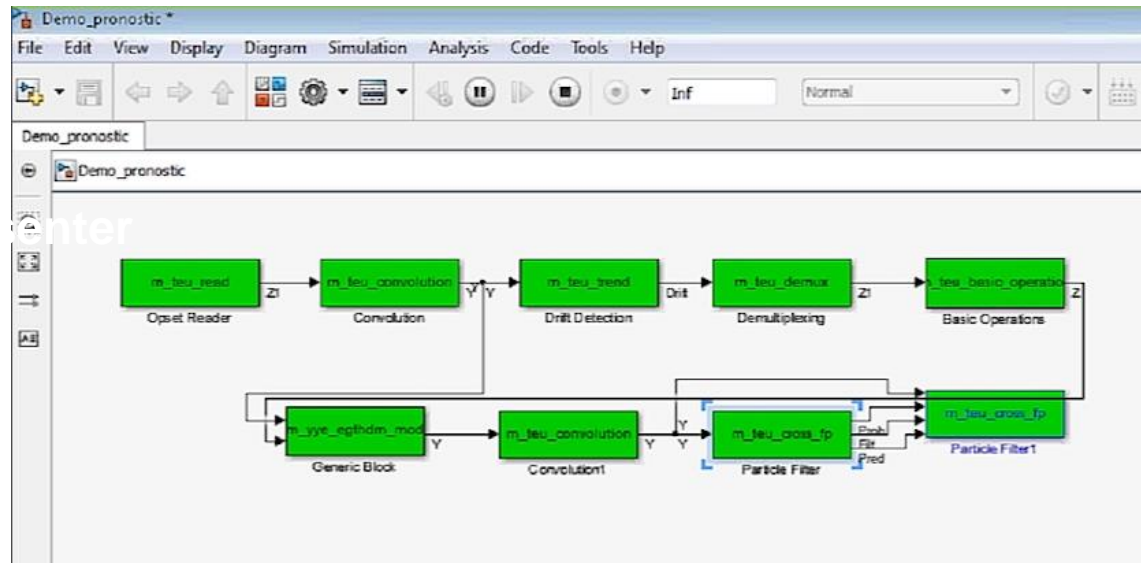 Demo_pronostic *
File Edit View Display Diagram Simulation Analysis Code Tools Help
Inf Normal
Demo_pronostic
Demo_pronostic
enter
m_teu_read Z1 m_teu_convolution Y Y m_teu_trend Drift m_teu_demux Z1 _teu_basic_operatio Z
Opset Reader Convolution Drift Detection Demultiplexing Basic Operations
m_yye_egthdm_mod Y m_teu_convolution Y Y Y m_teu_cross_fp Prob Filt Pred m_teu_cross_fp
Generic Block Convolution1 Particle Filter Particle Filter1